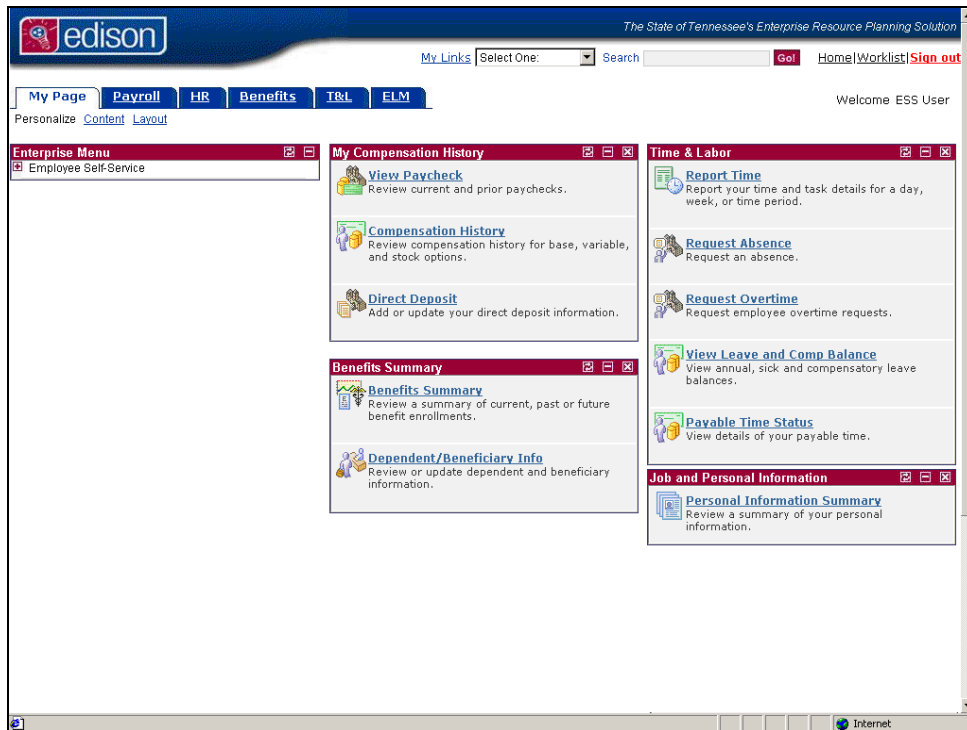 edison
The State of Tennessee's Enterprise Resource Planning Solution
My Links Select One: Search Go! Home|Worklist|Sign out
My Page Payroll HR Benefits T&L ELM
Welcome ESS User
Personalize Content Layout
Enterprise Menu
Employee Self-Service
My Compensation History
View Paycheck
Review current and prior paychecks.
Compensation History
Review compensation history for base, variable,
and stock options.
Direct Deposit
Add or update your direct deposit information.
Benefits Summary
Benefits Summary
Review a summary of current, past or future
benefit enrollments.
Dependent/Beneficiary Info
Review or update dependent and beneficiary
information.
Time & Labor
Report Time
Report your time and task details for a day,
week, or time period.
Request Absence
Request an absence.
Request Overtime
Request employee overtime requests.
View Leave and Comp Balance
View annual, sick and compensatory leave
balances.
Payable Time Status
View details of your payable time.
Job and Personal Information
Personal Information Summary
Review a summary of your personal
information.
Internet